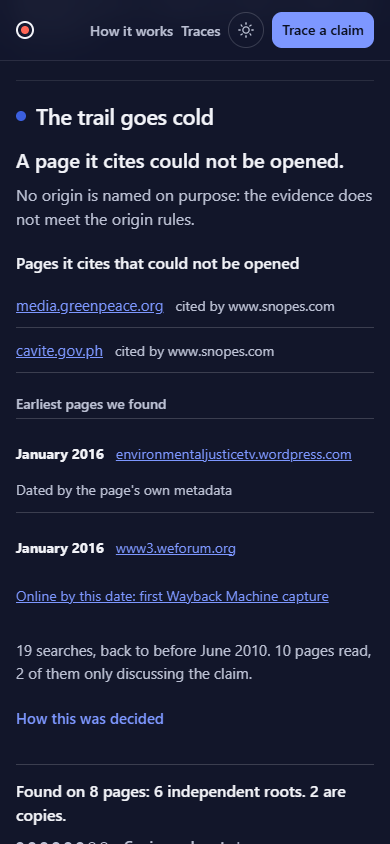 How it works Traces Trace a claim
The trail goes cold
A page it cites could not be opened.
No origin is named on purpose: the evidence does
not meet the origin rules.
Pages it cites that could not be opened
media.greenpeace.org cited by www.snopes.com
cavite.gov.ph cited by www.snopes.com
Earliest pages we found
January 2016 environmentaljusticetv.wordpress.com
Dated by the page's own metadata
January 2016 www3.weforum.org
Online by this date: first Wayback Machine capture
19 searches, back to before June 2010. 10 pages read,
2 of them only discussing the claim.
How this was decided
Found on 8 pages: 6 independent roots. 2 are
copies.